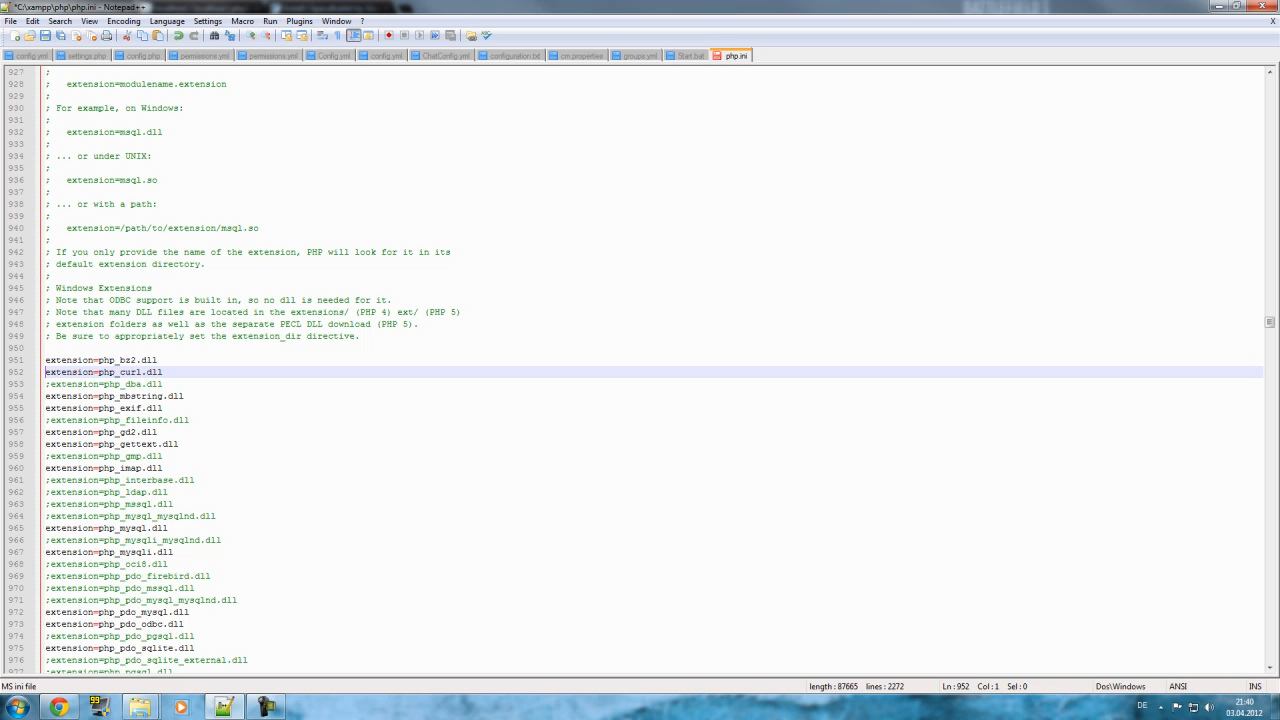 *C:\xampp\php\php.ini - Notepad++
File Edit Search View Encoding Language Settings Macro Run Plugins Window ?
config.yml settings.php config.php permissions.yml permissions.yml Config.yml config.yml ChatConfig.yml configuration.txt cm.properties groups.yml Start.bat php.ini
927 ;
928 ; extension=modulename.extension
929 ;
930 ; For example, on Windows:
931 ;
932 ; extension=msql.dll
933 ;
934 ; ... or under UNIX:
935 ;
936 ; extension=msql.so
937 ;
938 ; ... or with a path:
939 ;
940 ; extension=/path/to/extension/msql.so
941 ;
942 ; If you only provide the name of the extension, PHP will look for it in its
943 ; default extension directory.
944 ;
945 ; Windows Extensions
946 ; Note that ODBC support is built in, so no dll is needed for it.
947 ; Note that many DLL files are located in the extensions/ (PHP 4) ext/ (PHP 5)
948 ; extension folders as well as the separate PECL DLL download (PHP 5).
949 ; Be sure to appropriately set the extension_dir directive.
950
951 extension=php_bz2.dll
952 extension=php_curl.dll
953 ;extension=php_dba.dll
954 extension=php_mbstring.dll
955 extension=php_exif.dll
956 ;extension=php_fileinfo.dll
957 extension=php_gd2.dll
958 extension=php_gettext.dll
959 ;extension=php_gmp.dll
960 extension=php_imap.dll
961 ;extension=php_interbase.dll
962 ;extension=php_ldap.dll
963 ;extension=php_mssql.dll
964 ;extension=php_mysql_mysqlnd.dll
965 extension=php_mysql.dll
966 ;extension=php_mysqli_mysqlnd.dll
967 extension=php_mysqli.dll
968 ;extension=php_oci8.dll
969 ;extension=php_pdo_firebird.dll
970 ;extension=php_pdo_mssql.dll
971 ;extension=php_pdo_mysql_mysqlnd.dll
972 extension=php_pdo_mysql.dll
973 extension=php_pdo_odbc.dll
974 ;extension=php_pdo_pgsql.dll
975 extension=php_pdo_sqlite.dll
976 ;extension=php_pdo_sqlite_external.dll
977 ;extension=php_pgsql.dll
MS ini file length : 87665 lines : 2272 Ln : 952 Col : 1 Sel : 0 Dos\Windows ANSI INS
99 DE 21:40
03.04.2012